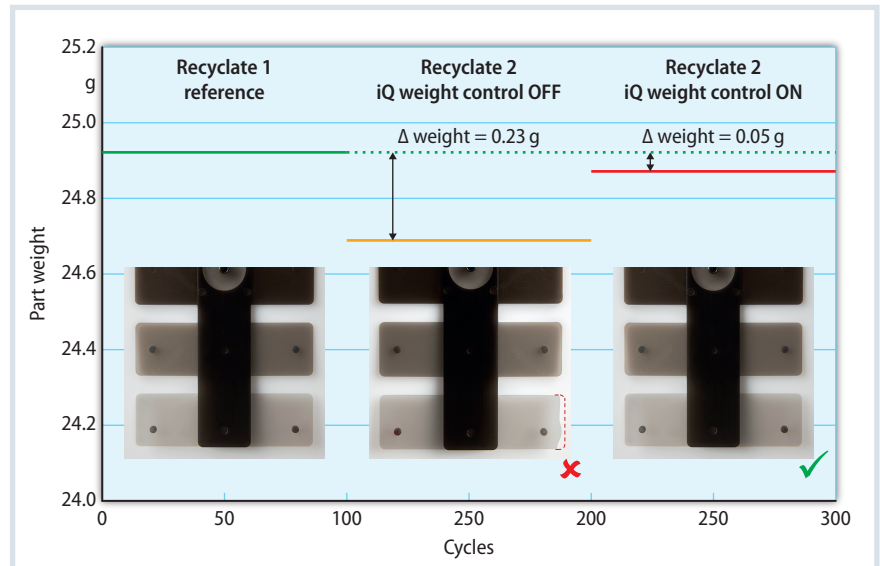 25.2
g
25.0
24.8
24.6
24.4
24.2
24.0
Part weight
Recyclate 1
reference
Recyclate 2
iQ weight control OFF
Recyclate 2
iQ weight control ON
Δ weight = 0.23 g
Δ weight = 0.05 g
0
50
100
250
200
250
300
Cycles